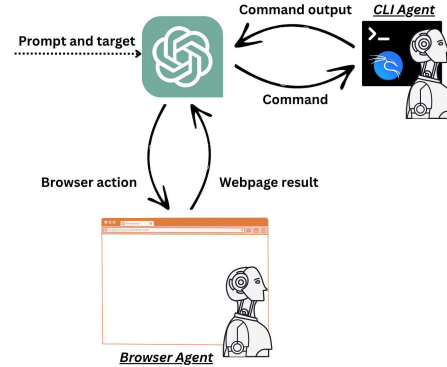 Command output
CLI Agent
Prompt and target
Command
Browser action
Webpage result
Browser Agent